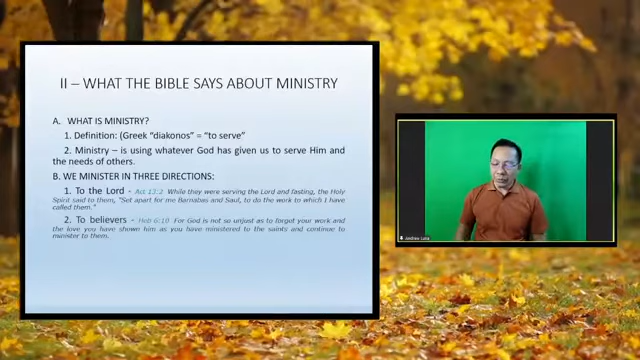 II – WHAT THE BIBLE SAYS ABOUT MINISTRY
A. WHAT IS MINISTRY?
1. Definition: (Greek "diakonos" = "to serve"
2. Ministry – is using whatever God has given us to serve Him and
the needs of others.
B. WE MINISTER IN THREE DIRECTIONS:
1. To the Lord - Act 13:2 While they were serving the Lord and fasting, the Holy
Spirit said to them, "Set apart for me Barnabas and Saul, to do the work to which I have
called them."
2. To believers - Heb 6:10 For God is not so unjust as to forget your work and
the love you have shown him as you have ministered to the saints and continue to
minister to them.